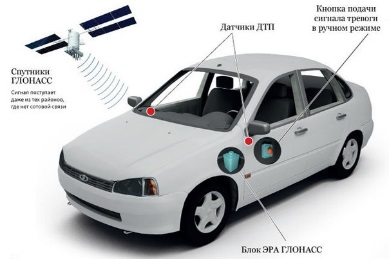 Спутники
ГЛОНАСС
Сигнал поступает
даже из тех районов,
где нет сотовой связи
Датчики ДТП
Кнопка подачи
сигнала тревоги
в ручном режиме
Блок ЭРА ГЛОНАСС